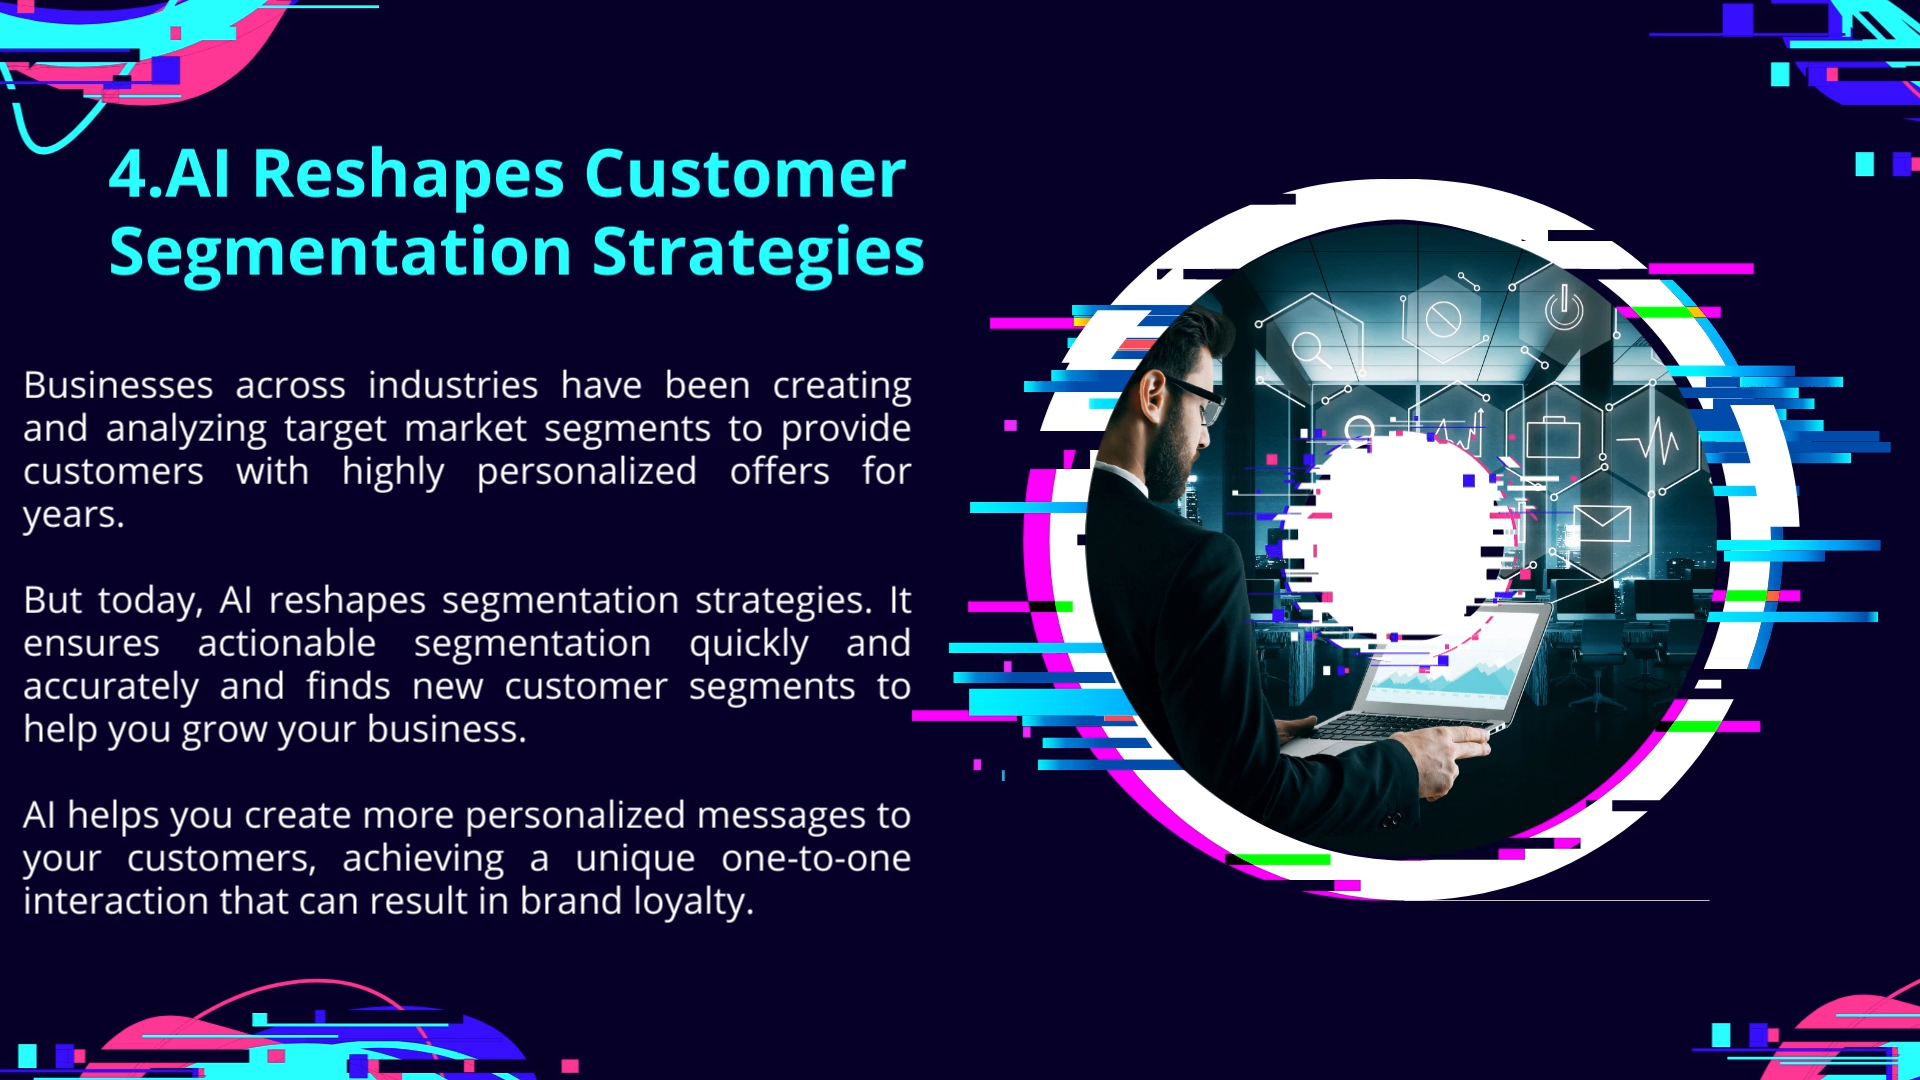 4.AI Reshapes Customer
Segmentation Strategies
Businesses across industries have been creating
and analyzing target market segments to provide
customers with highly personalized offers for
years.
But today, AI reshapes segmentation strategies. It
ensures actionable segmentation quickly and
accurately and finds new customer segments to
help you grow your business.
AI helps you create more personalized messages to
your customers, achieving a unique one-to-one
interaction that can result in brand loyalty.